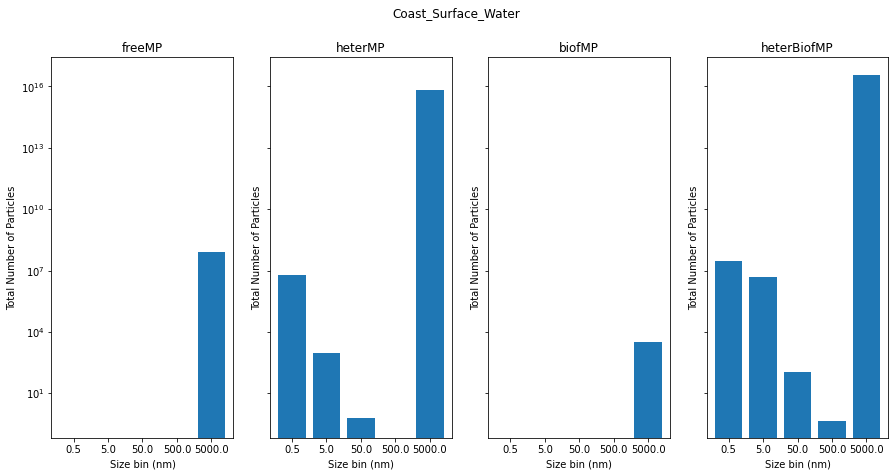 Coast_Surface_Water
freeMP
heterMP
biofMP
heterBiofMP
Total Number of Particles
10^16
10^13
10^10
10^7
10^4
10^1
0.5 5.0 50.0 500.0 5000.0
Size bin (nm)
Total Number of Particles
0.5 5.0 50.0 500.0 5000.0
Size bin (nm)
Total Number of Particles
0.5 5.0 50.0 500.0 5000.0
Size bin (nm)
Total Number of Particles
0.5 5.0 50.0 500.0 5000.0
Size bin (nm)